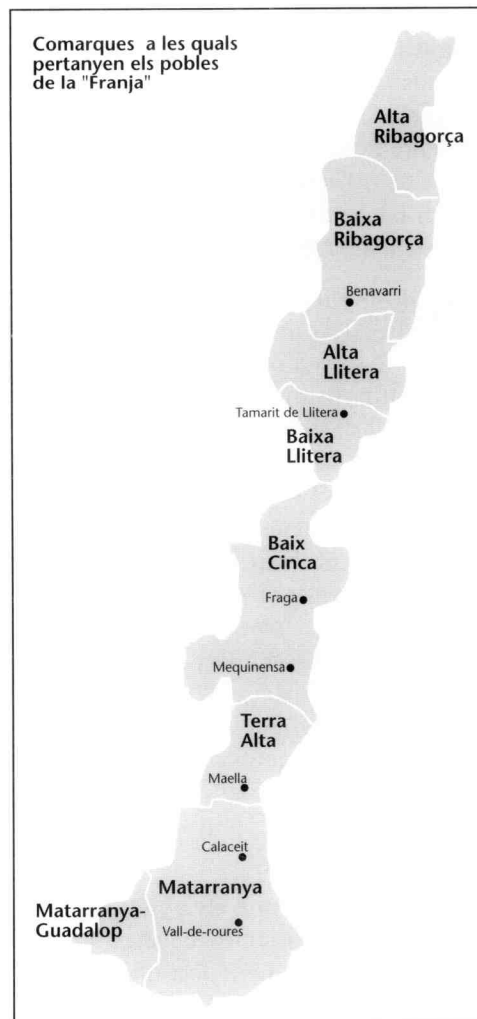 Comarques a les quals
pertanyen els pobles
de la "Franja"
Alta
Ribagorça
Baixa
Ribagorça
Benavarri
Alta
Llitera
Tamarit de Llitera
Baixa
Llitera
Baix
Cinca
Fraga
Mequinensa
Terra
Alta
Maella
Calaceit
Matarranya
Matarranya-
Guadalop
Vall-de-roures